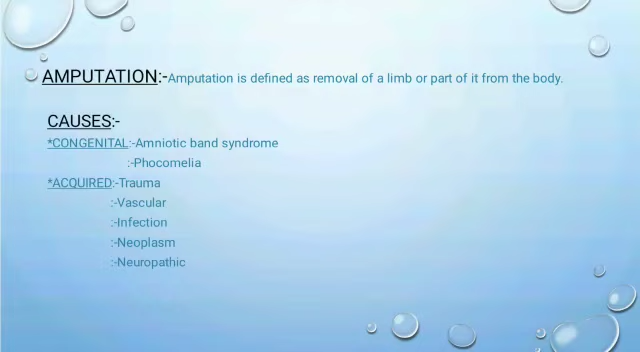 AMPUTATION:-Amputation is defined as removal of a limb or part of it from the body.
CAUSES:-
*CONGENITAL:-Amniotic band syndrome
:-Phocomelia
*ACQUIRED:-Trauma
:-Vascular
:-Infection
:-Neoplasm
:-Neuropathic